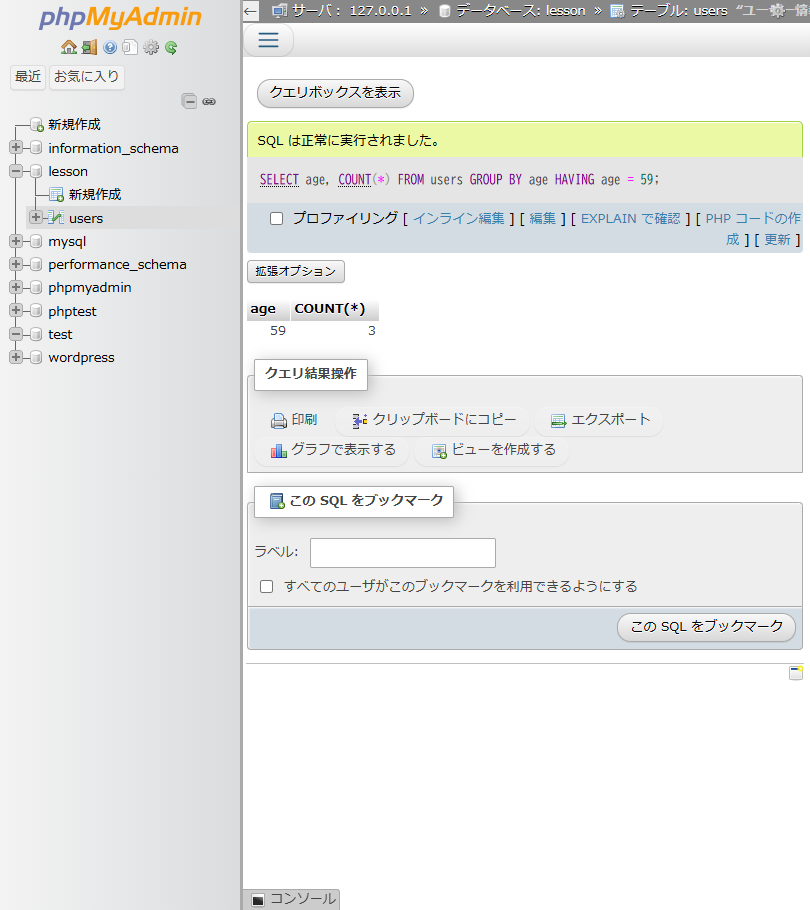 phpMyAdmin
最近 お気に入り
新規作成
information_schema
lesson
新規作成
users
mysql
performance_schema
phpmyadmin
phptest
test
wordpress
サーバ: 127.0.0.1 » データベース: lesson » テーブル: users
クエリボックスを表示
SQL は正常に実行されました。
SELECT age, COUNT(*) FROM users GROUP BY age HAVING age = 59;
プロファイリング [ インライン編集 ] [ 編集 ] [ EXPLAIN で確認 ] [ PHP コードの作
成 ] [ 更新 ]
拡張オプション
age COUNT(*)
59 3
クエリ結果操作
印刷 クリップボードにコピー エクスポート
グラフで表示する ビューを作成する
この SQL をブックマーク
ラベル:
すべてのユーザがこのブックマークを利用できるようにする
この SQL をブックマーク
コンソール